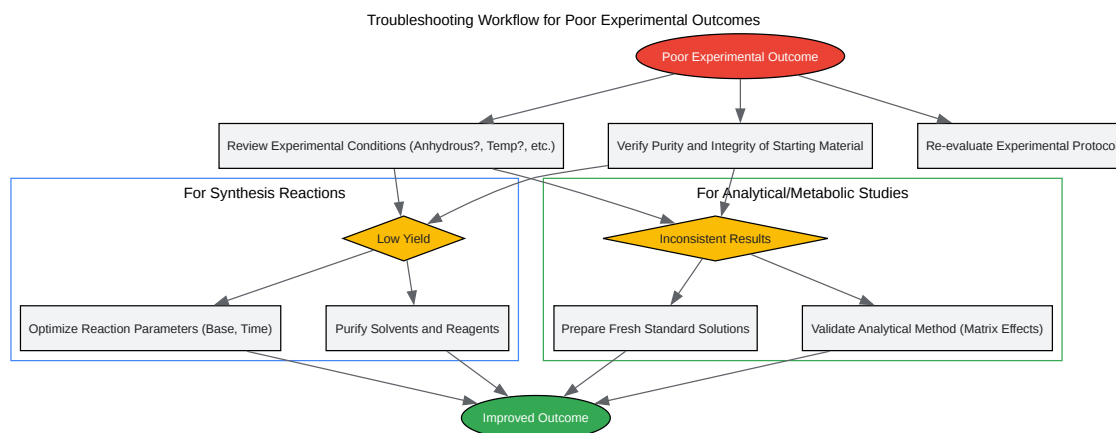 Troubleshooting Workflow for Poor Experimental Outcomes
Poor Experimental Outcome
Review Experimental Conditions (Anhydrous?, Temp?, etc.)
Verify Purity and Integrity of Starting Material
Re-evaluate Experimental Protoco
For Synthesis Reactions
For Analytical/Metabolic Studies
Low Yield
Inconsistent Results
Optimize Reaction Parameters (Base, Time)
Purify Solvents and Reagents
Prepare Fresh Standard Solutions
Validate Analytical Method (Matrix Effects)
Improved Outcome